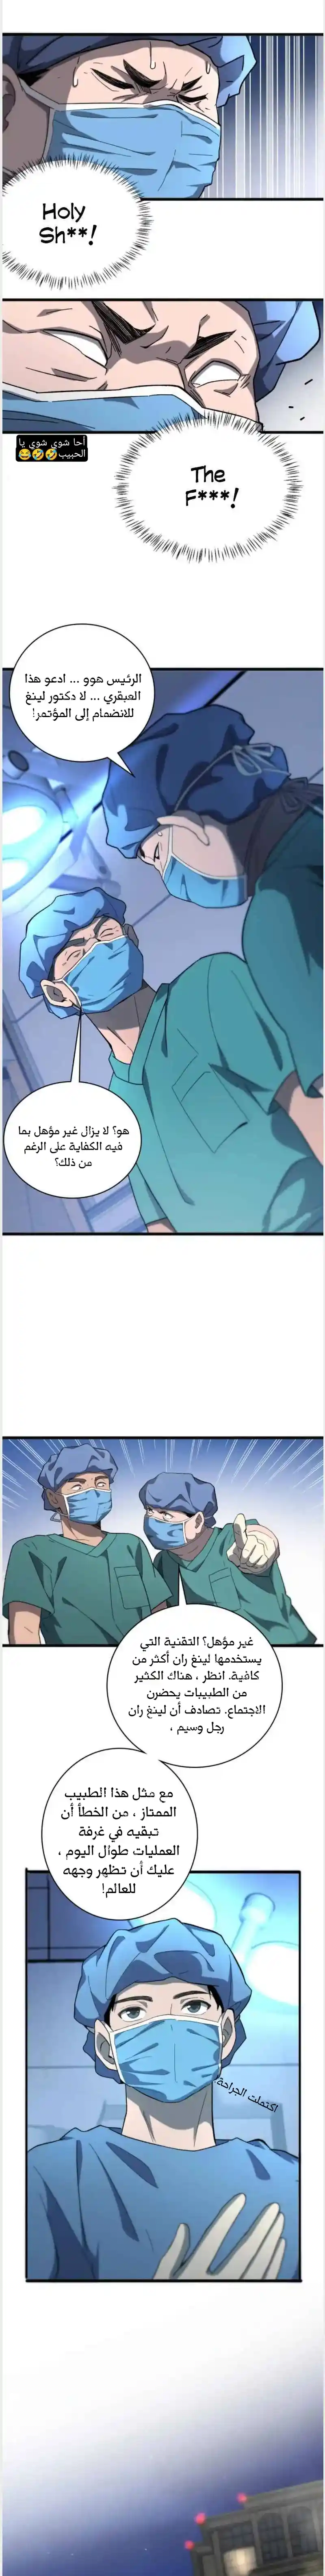 Holy
Sh**!
أحا شوي شوي يا
الحبيب🤣🤣😂
The
F***!
الرئيس هوو ... ادعو هذا
العبقري ... لا دكتور لينغ
للانضمام إلى المؤتمر!
هو؟ لا يزال غير مؤهل بما
فيه الكفاية على الرغم
من ذلك؟
غير مؤهل؟ التقنية التي
يستخدمها لينغ ران أكثر من
كافية. انظر ، هناك الكثير
من الطبيبات يحضرن
الاجتماع. تصادف أن لينغ ران
رجل وسيم ،
مع مثل هذا الطبيب
الممتاز ، من الخطأ أن
تبقيه في غرفة
العمليات طوال اليوم ،
عليك أن تظهر وجهه
للعالم!
اكتملت الجراحة